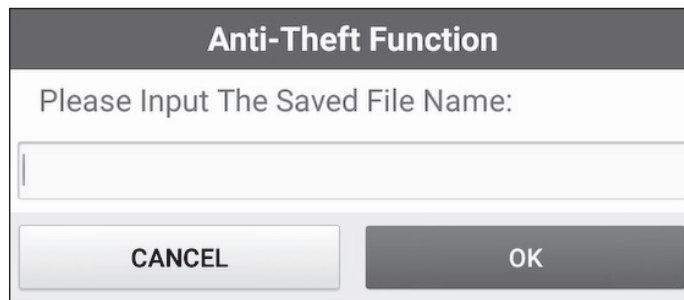 Anti-Theft Function
Please Input The Saved File Name:
CANCEL
OK